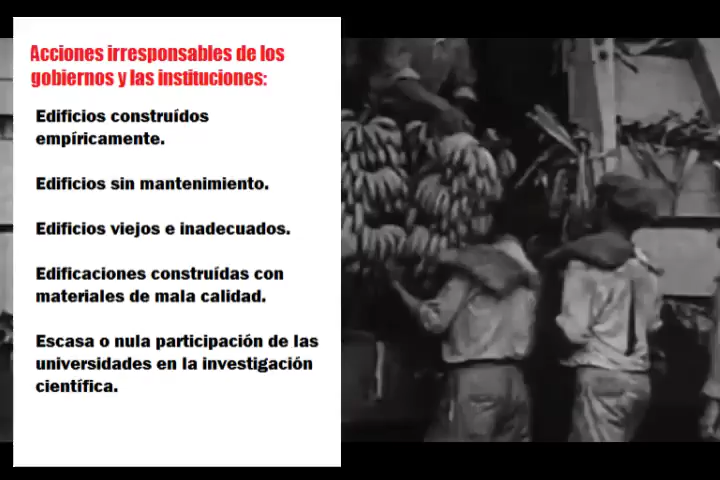 Acciones irresponsables de los
gobiernos y las instituciones:
Edificios construídos
empíricamente.
Edificios sin mantenimiento.
Edificios viejos e inadecuados.
Edificaciones construídas con
materiales de mala calidad.
Escasa o nula participación de las
universidades en la investigación
científica.